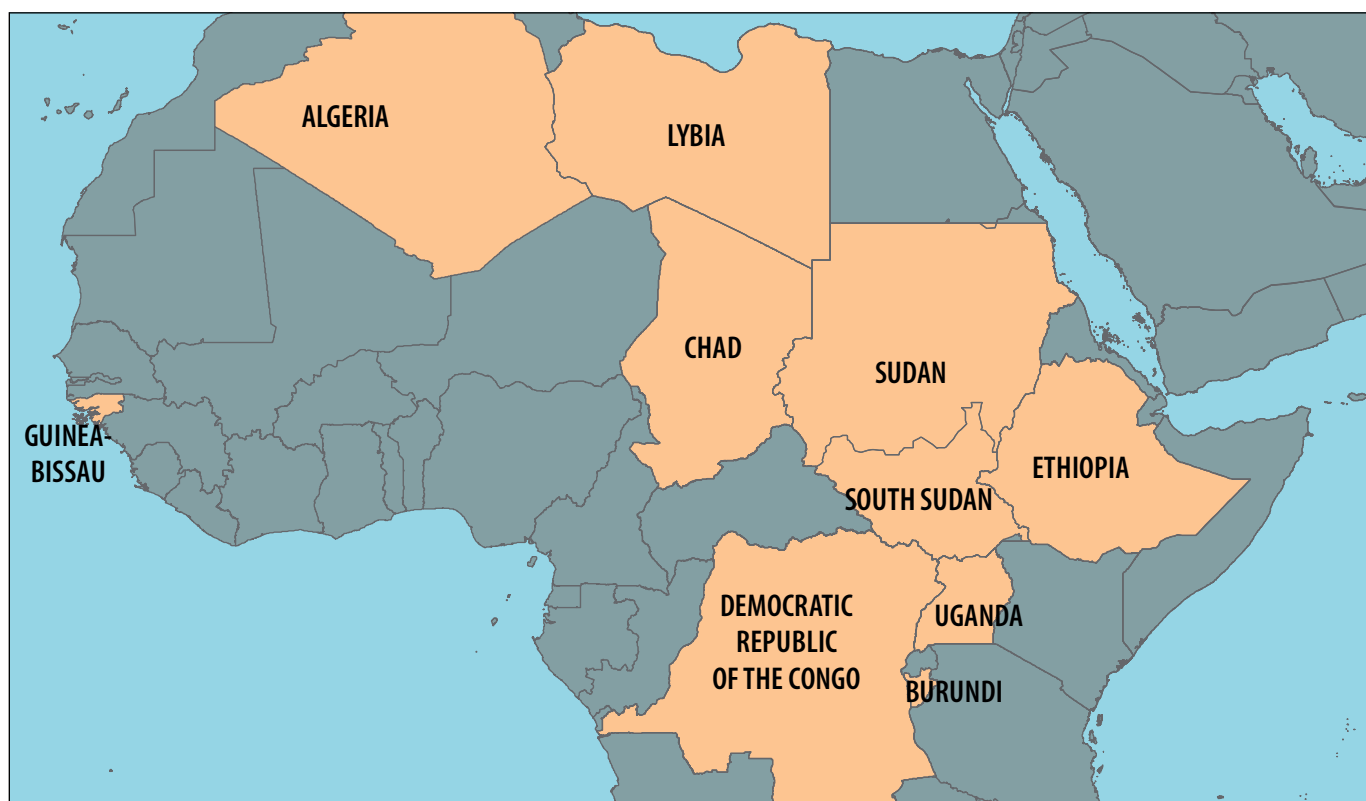 ALGERIA
LYBIA
CHAD
SUDAN
GUINEA-
BISSAU
ETHIOPIA
SOUTH SUDAN
DEMOCRATIC
REPUBLIC
OF THE CONGO
UGANDA
BURUNDI